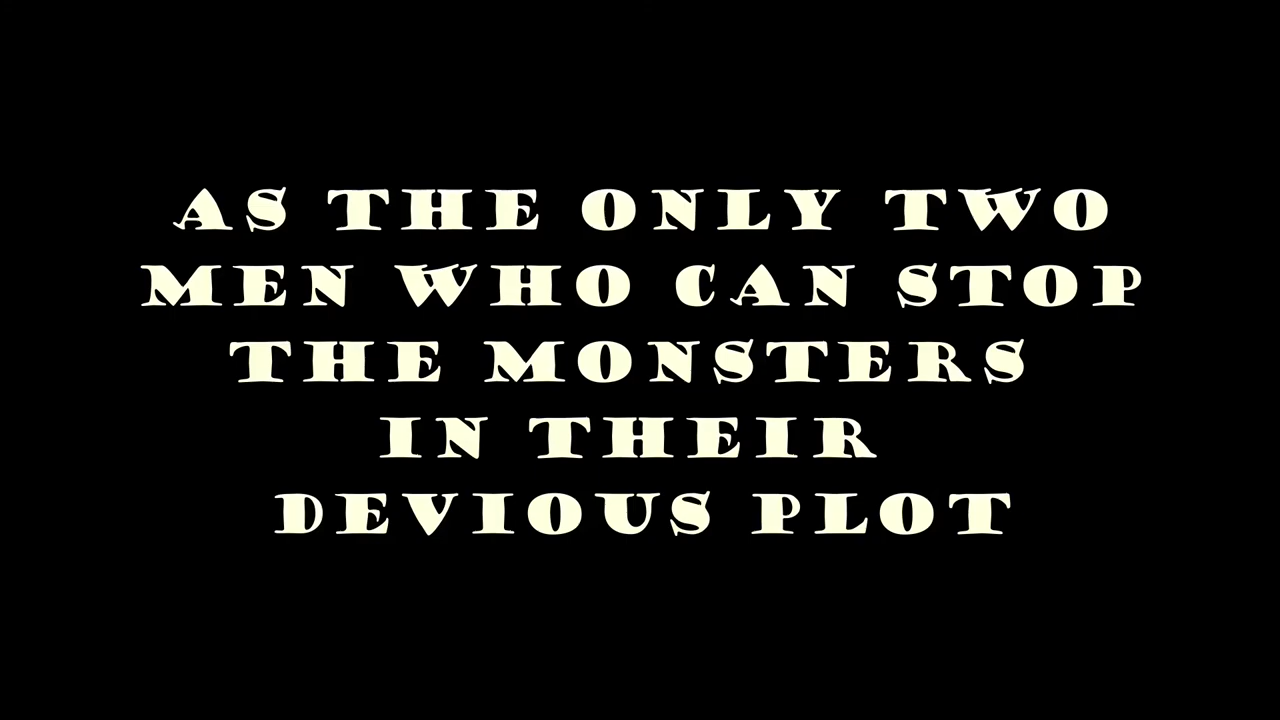 AS THE ONLY TWO
MEN WHO CAN STOP
THE MONSTERS
IN THEIR
DEVIOUS PLOT